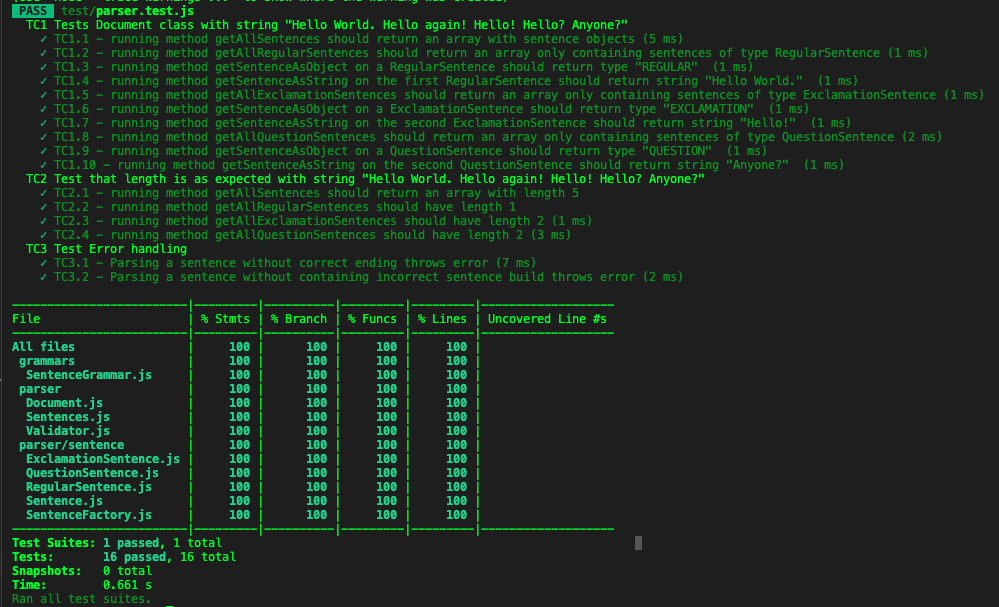 PASS test/parser.test.js
TC1 Tests Document class with string "Hello World. Hello again! Hello! Hello? Anyone?"
✓ TC1.1 – running method getAllSentences should return an array with sentence objects (5 ms)
✓ TC1.2 – running method getAllRegularSentences should return an array only containing sentences of type RegularSentence (1 ms)
✓ TC1.3 – running method getSentenceAsObject on a RegularSentence should return type "REGULAR"  (1 ms)
✓ TC1.4 – running method getSentenceAsString on the first RegularSentence should return string "Hello World."  (1 ms)
✓ TC1.5 – running method getAllExclamationSentences should return an array only containing sentences of type ExclamationSentence (1 ms)
✓ TC1.6 – running method getSentenceAsObject on a ExclamationSentence should return type "EXCLAMATION"  (1 ms)
✓ TC1.7 – running method getSentenceAsString on the second ExclamationSentence should return string "Hello!"  (1 ms)
✓ TC1.8 – running method getAllQuestionSentences should return an array only containing sentences of type QuestionSentence (2 ms)
✓ TC1.9 – running method getSentenceAsObject on a QuestionSentence should return type "QUESTION"  (1 ms)
✓ TC1.10 – running method getSentenceAsString on the second QuestionSentence should return string "Anyone?"  (1 ms)
TC2 Test that length is as expected with string "Hello World. Hello again! Hello! Hello? Anyone?"
✓ TC2.1 – running method getAllSentences should return an array with length 5
✓ TC2.2 – running method getAllRegularSentences should have length 1
✓ TC2.3 – running method getAllExclamationSentences should have length 2 (1 ms)
✓ TC2.4 – running method getAllQuestionSentences should have length 2 (3 ms)
TC3 Test Error handling
✓ TC3.1 – Parsing a sentence without correct ending throws error (7 ms)
✓ TC3.2 – Parsing a sentence without containing incorrect sentence build throws error (2 ms)
File | % Stmts | % Branch | % Funcs | % Lines | Uncovered Line #s
All files | 100 | 100 | 100 | 100 |
grammars | 100 | 100 | 100 | 100 |
SentenceGrammar.js | 100 | 100 | 100 | 100 |
parser | 100 | 100 | 100 | 100 |
Document.js | 100 | 100 | 100 | 100 |
Sentences.js | 100 | 100 | 100 | 100 |
Validator.js | 100 | 100 | 100 | 100 |
parser/sentence | 100 | 100 | 100 | 100 |
ExclamationSentence.js | 100 | 100 | 100 | 100 |
QuestionSentence.js | 100 | 100 | 100 | 100 |
RegularSentence.js | 100 | 100 | 100 | 100 |
Sentence.js | 100 | 100 | 100 | 100 |
SentenceFactory.js | 100 | 100 | 100 | 100 |
Test Suites: 1 passed, 1 total
Tests: 16 passed, 16 total
Snapshots: 0 total
Time: 0.661 s
Ran all test suites.